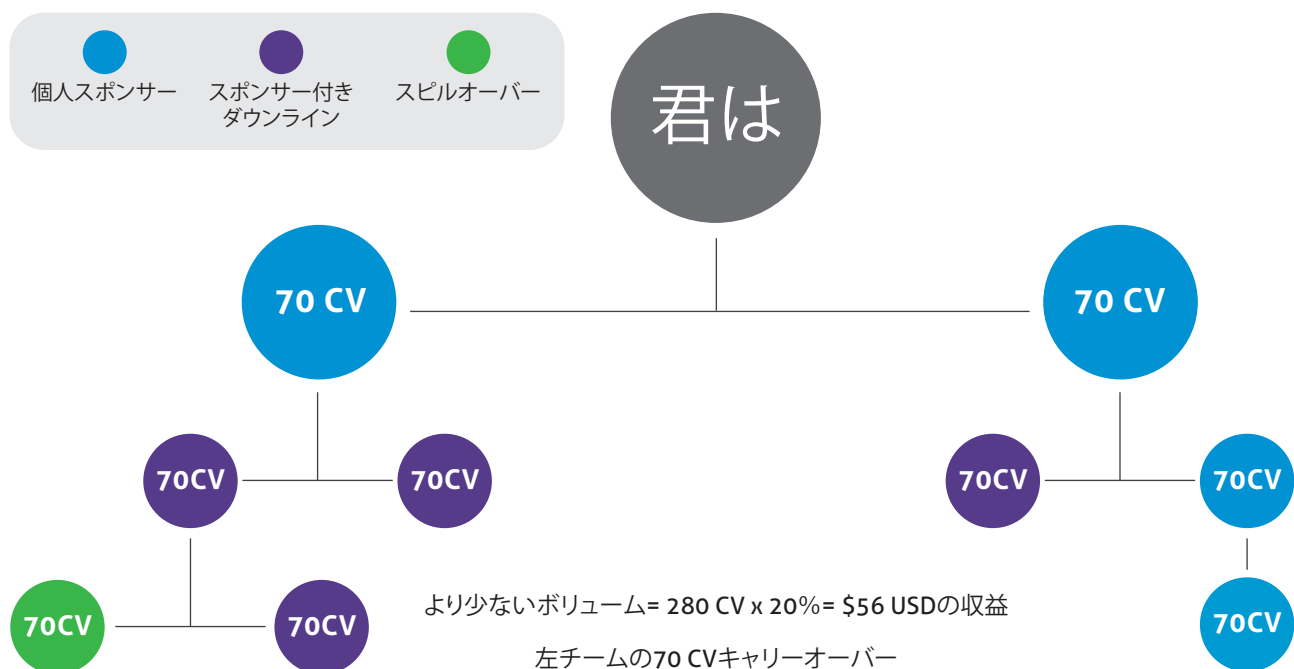 個人スポンサー
スポンサー付き
ダウンライン
スピルオーバー
君は
70 CV
70 CV
70CV
70CV
70CV
70CV
70CV
70CV
70CV
より少ないボリューム= 280 CV x 20%= $56 USDの収益
左チームの70 CVキャリーオーバー